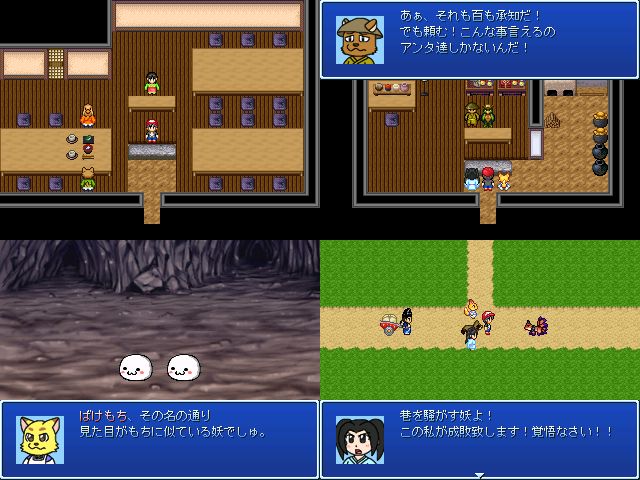 あぁ、それも百も承知だ！
でも頼む！こんな事言えるの
アンタ達しかないんだ！
ばけもち、その名の通り
見た目がもちに似ている妖でしゅ。
巷を騒がす妖よ！
この私が成敗致します！覚悟なさい！！